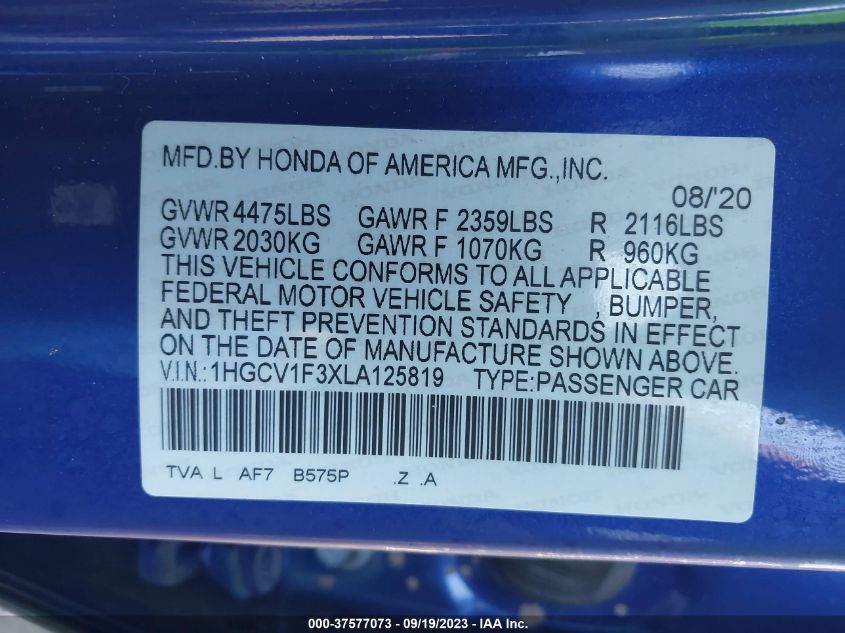 MFD.BY HONDA OF AMERICA MFG.,INC.
08/'20
GVWR 4475LBS GAWR F 2359LBS R 2116LBS
GVWR 2030KG GAWR F 1070KG R 960KG
THIS VEHICLE CONFORMS TO ALL APPLICABLE
FEDERAL MOTOR VEHICLE SAFETY , BUMPER,
AND THEFT PREVENTION STANDARDS IN EFFECT
ON THE DATE OF MANUFACTURE SHOWN ABOVE.
V.I.N.:1HGCV1F3XLA125819 TYPE:PASSENGER CAR
TVA L AF7 B575P .Z .A
000-37577073 - 09/19/2023 - IAA Inc.